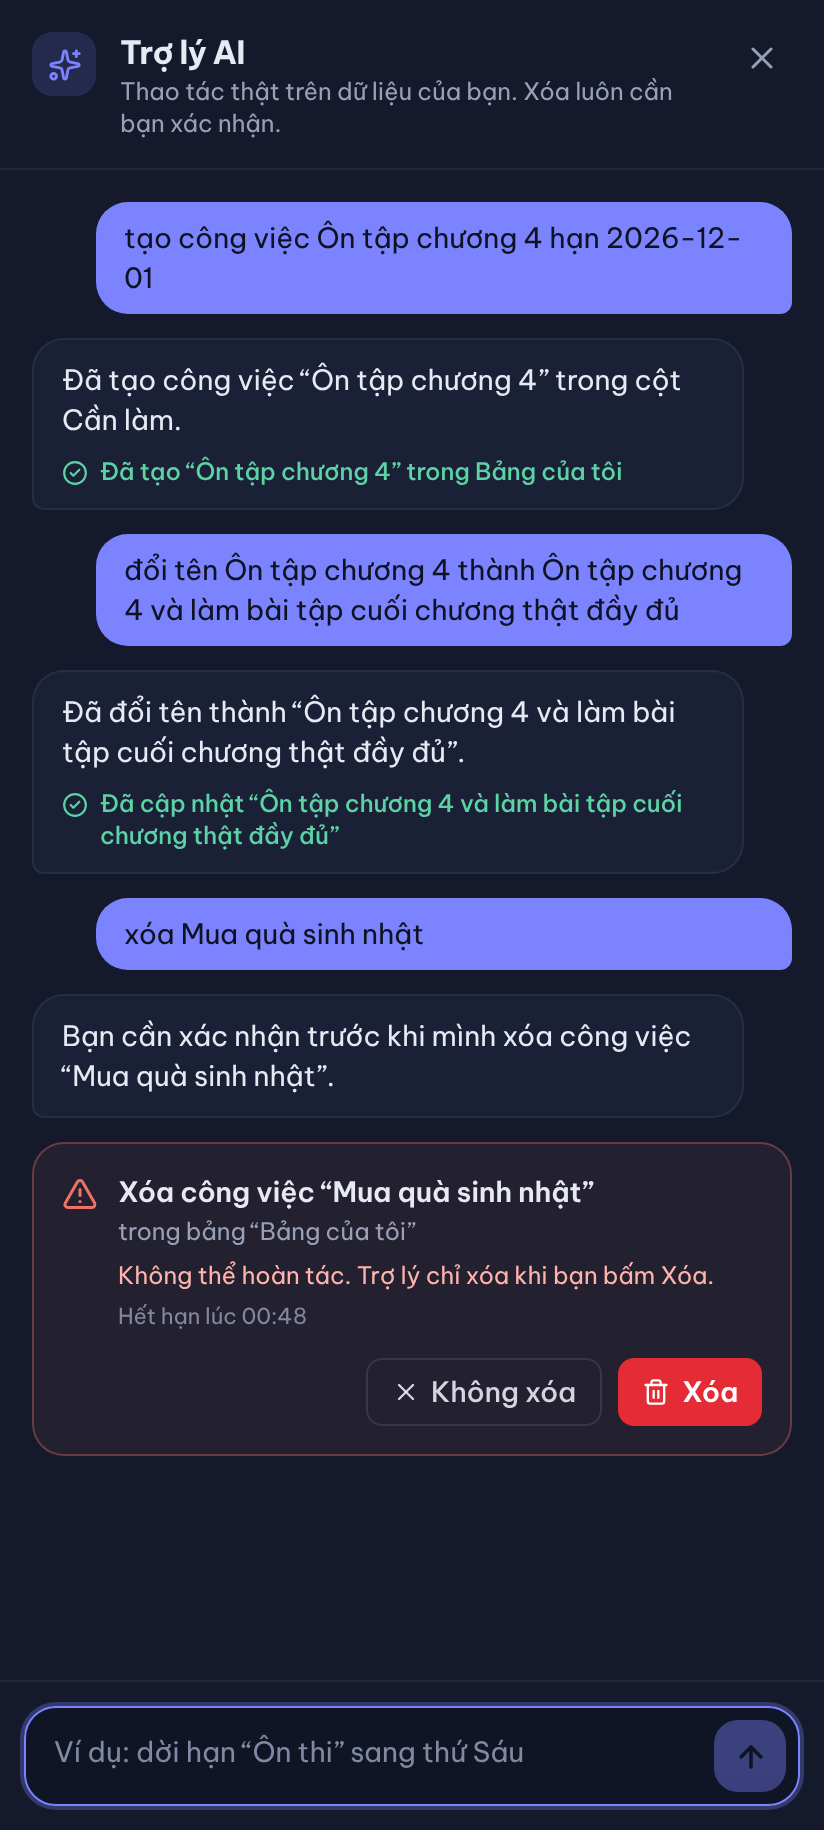 Trợ lý AI
Thao tác thật trên dữ liệu của bạn. Xóa luôn cần
bạn xác nhận.
tạo công việc Ôn tập chương 4 hạn 2026-12-
01
Đã tạo công việc “Ôn tập chương 4” trong cột
Cần làm.
Đã tạo “Ôn tập chương 4” trong Bảng của tôi
đổi tên Ôn tập chương 4 thành Ôn tập chương
4 và làm bài tập cuối chương thật đầy đủ
Đã đổi tên thành “Ôn tập chương 4 và làm bài
tập cuối chương thật đầy đủ”.
Đã cập nhật “Ôn tập chương 4 và làm bài tập cuối
chương thật đầy đủ”
xóa Mua quà sinh nhật
Bạn cần xác nhận trước khi mình xóa công việc
“Mua quà sinh nhật”.
Xóa công việc “Mua quà sinh nhật”
trong bảng “Bảng của tôi”
Không thể hoàn tác. Trợ lý chỉ xóa khi bạn bấm Xóa.
Hết hạn lúc 00:48
Không xóa
Xóa
Ví dụ: dời hạn “Ôn thi” sang thứ Sáu